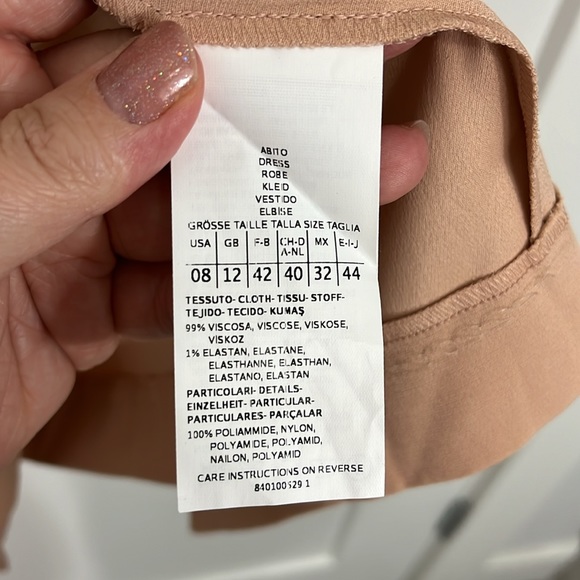 ABITO
DRESS
ROBE
KLEID
VESTIDO
ELBISE
GRÖSSE TAILLE TALLA SIZE TAGLIA
USA GB F-B CH-D A-NL MX E-I-J
08 12 42 40 32 44
TESSUTO- CLOTH- TISSU- STOFF-
TEJIDO- TECIDO- KUMAŞ
99% VISCOSA, VISCOSE, VISKOSE,
VISKOZ
1% ELASTAN, ELASTANE,
ELASTHANNE, ELASTHAN,
ELASTANO, ELASTAN
PARTICOLARI- DETAILS-
EINZELHEIT- PARTICULAR-
PARTICULARES- PARÇALAR
100% POLIAMMIDE, NYLON,
POLYAMIDE, POLYAMID,
NAILON, POLYAMID
CARE INSTRUCTIONS ON REVERSE
840100529 1